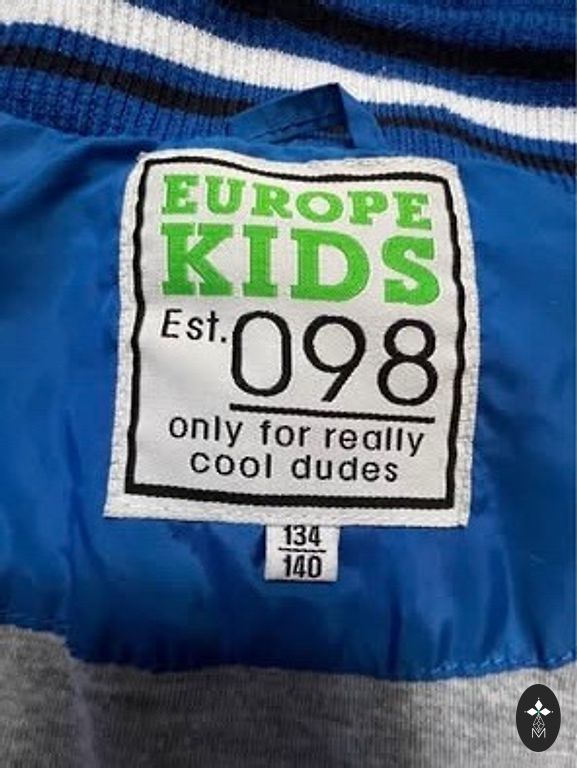 EUROPE
KIDS
Est. 098
only for really
cool dudes
134
140